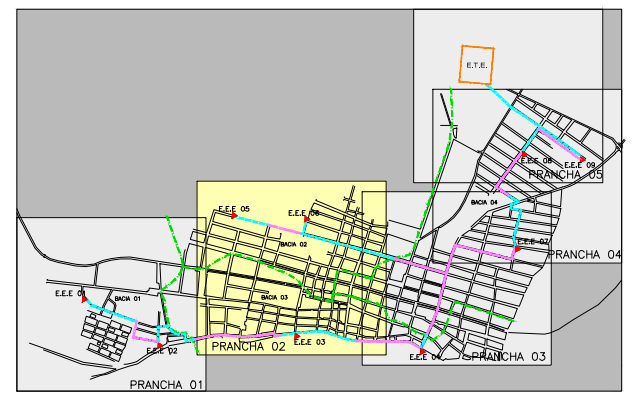 E.T.E.
E.E.E 08
E.E.E 09
PRANCHA 05
BACIA 04
E.E.E 05
E.E.E 06
BACIA 02
E.E.E 07
PRANCHA 04
E.E.E 01
BACIA 01
BACIA 03
E.E.E 02
E.E.E 03
PRANCHA 02
E.E.E 04
PRANCHA 03
PRANCHA 01